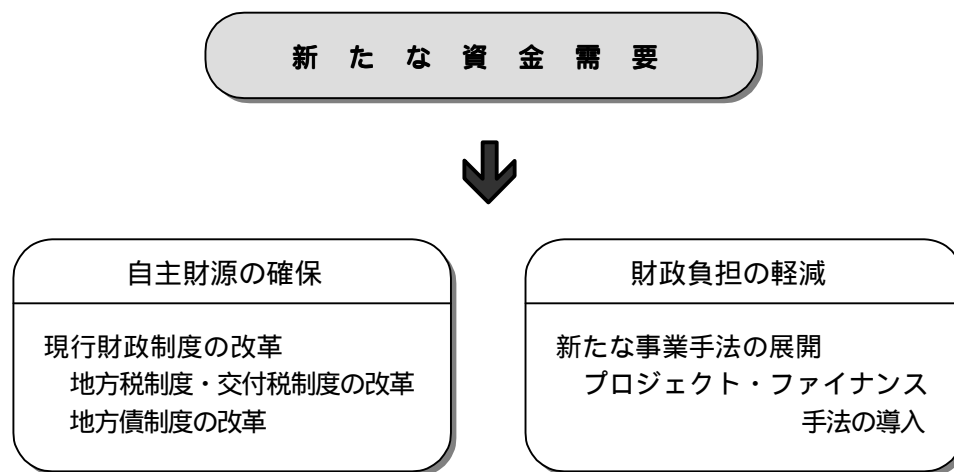 新たな資金需要
自主財源の確保
現行財政制度の改革
地方税制度・交付税制度の改革
地方債制度の改革
財政負担の軽減
新たな事業手法の展開
プロジェクト・ファイナンス
手法の導入